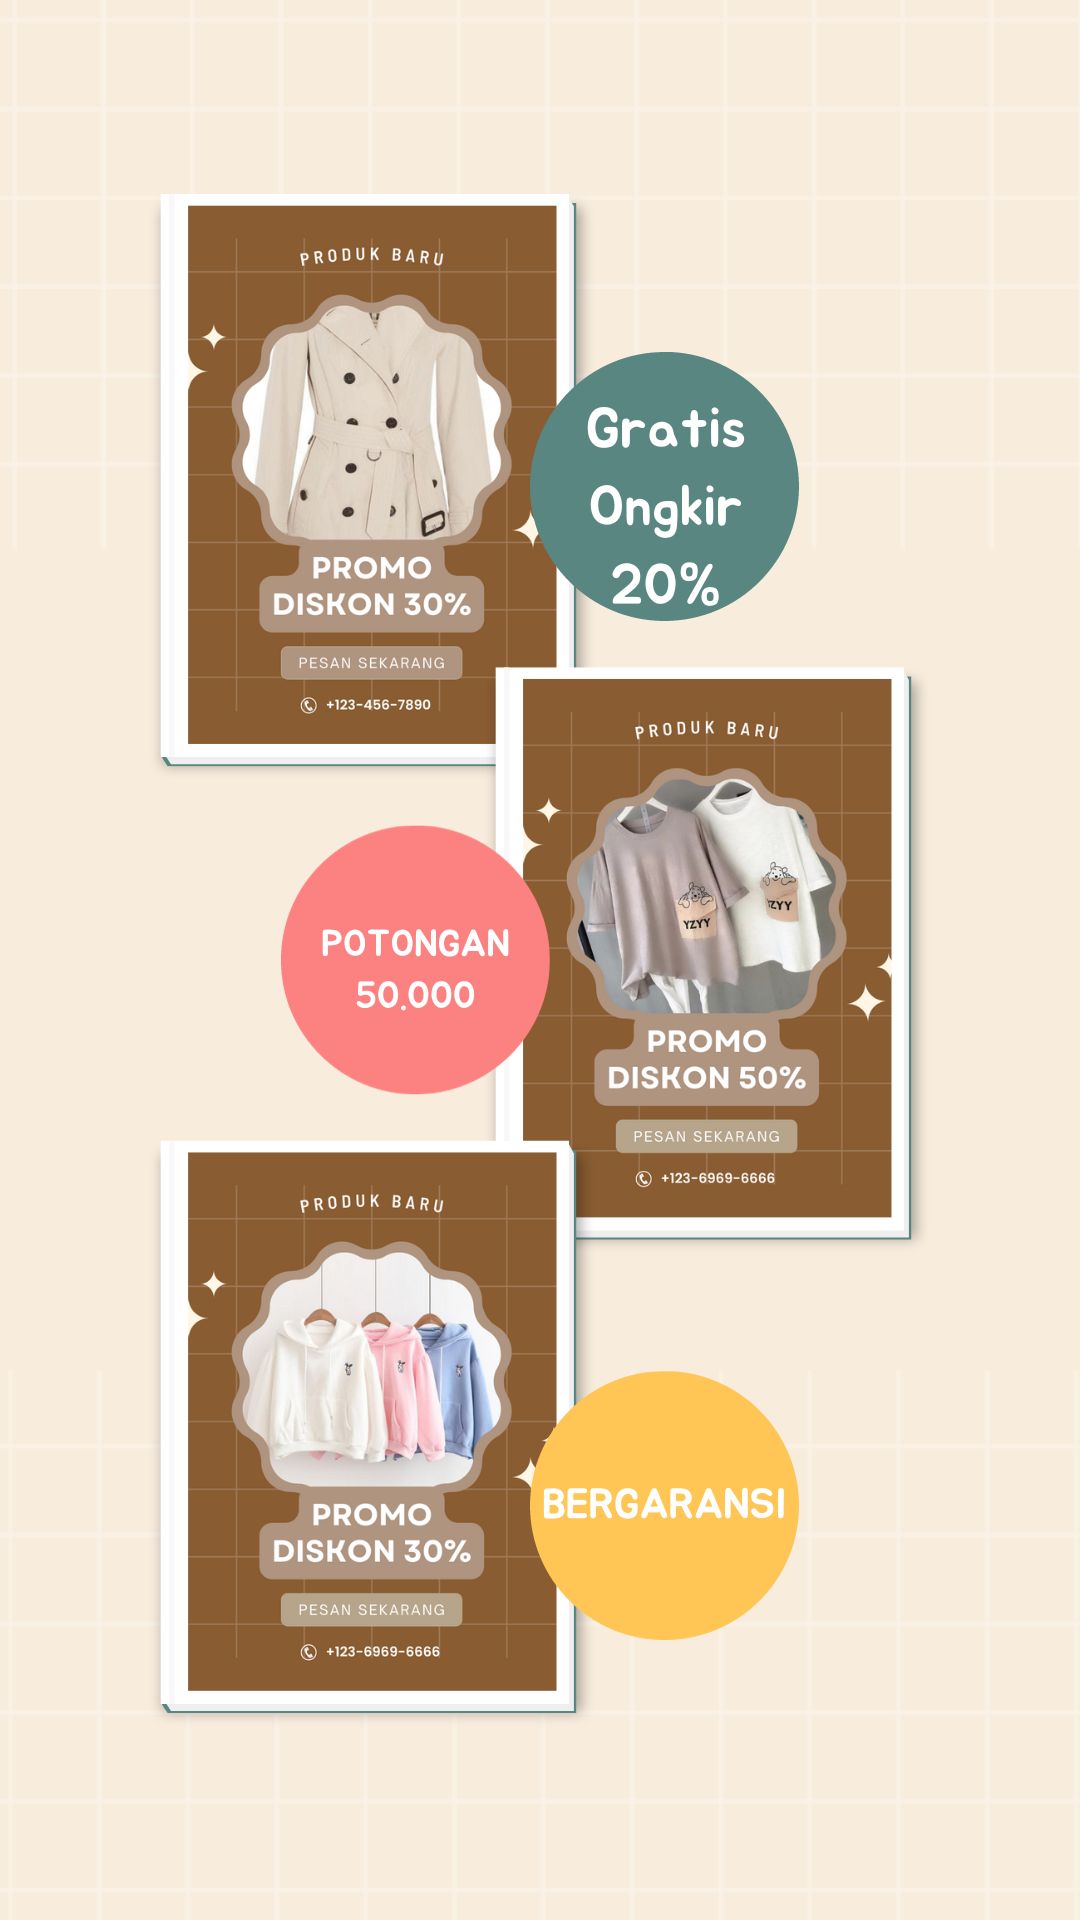 PRODUK BARU
PROMO
DISKON 30%
PESAN SEKARANG
+123-456-7890
Gratis
Ongkir
20%
PRODUK BARU
YZYY
YZYY
PROMO
DISKON 50%
PESAN SEKARANG
+123-6969-6666
POTONGAN
50.000
PRODUK BARU
PROMO
DISKON 30%
PESAN SEKARANG
+123-6969-6666
BERGARANSI